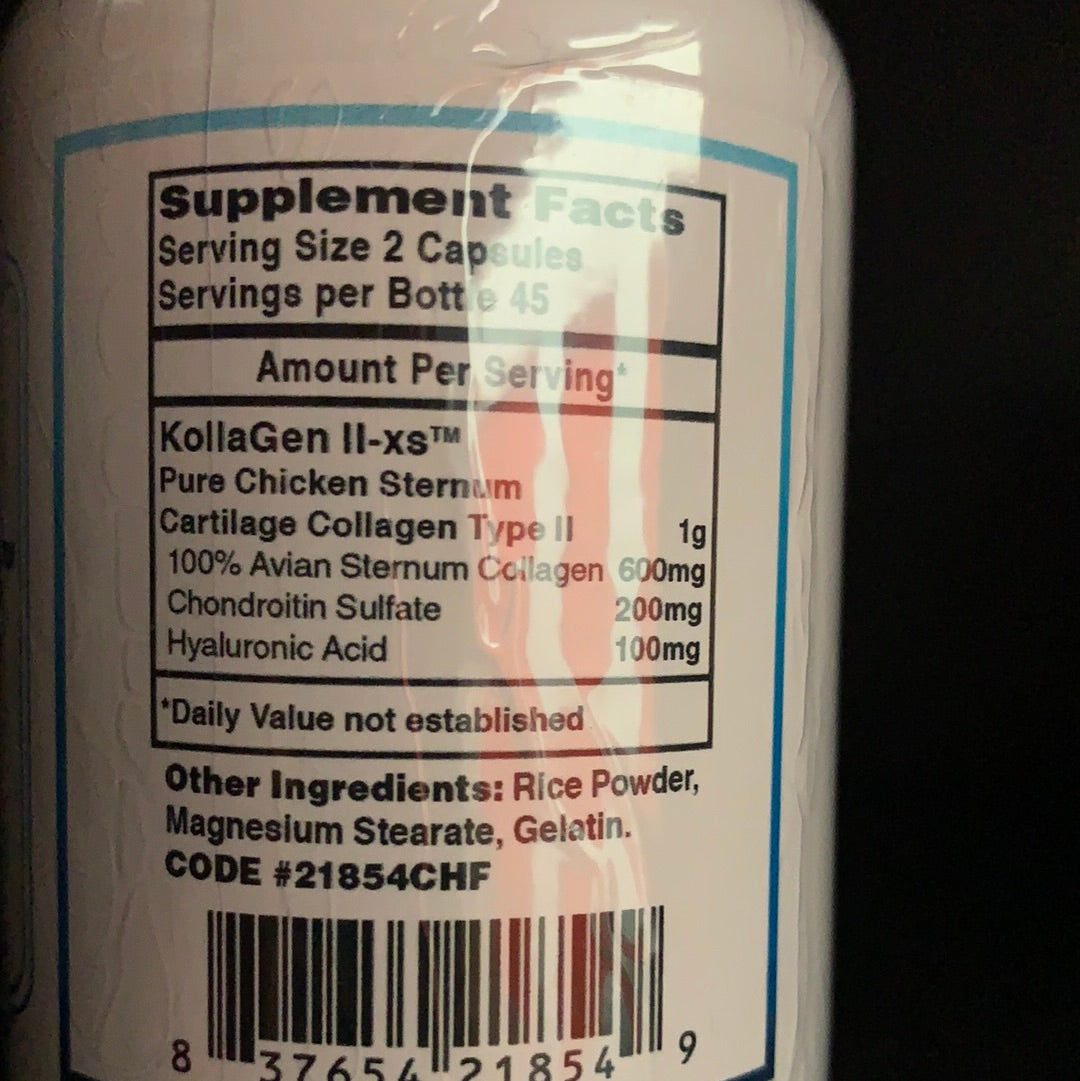 Supplement Facts
Serving Size 2 Capsules
Servings per Bottle 45
Amount Per Serving*
KollaGen II-xs™
Pure Chicken Sternum
Cartilage Collagen Type II 1g
100% Avian Sternum Collagen 600mg
Chondroitin Sulfate 200mg
Hyaluronic Acid 100mg
*Daily Value not established
Other Ingredients: Rice Powder,
Magnesium Stearate, Gelatin.
CODE #21854CHF
8 37654 21854 9